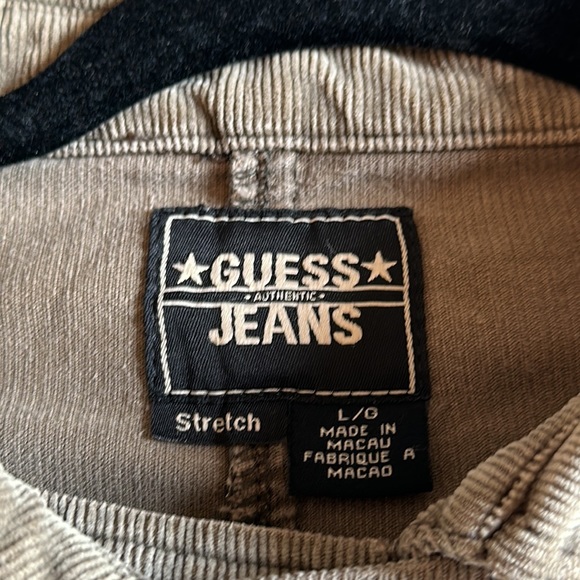 ★GUESS★
• AUTHENTIC •
JEANS
Stretch
L/G
MADE IN
MACAU
FABRIQUE A
MACAO